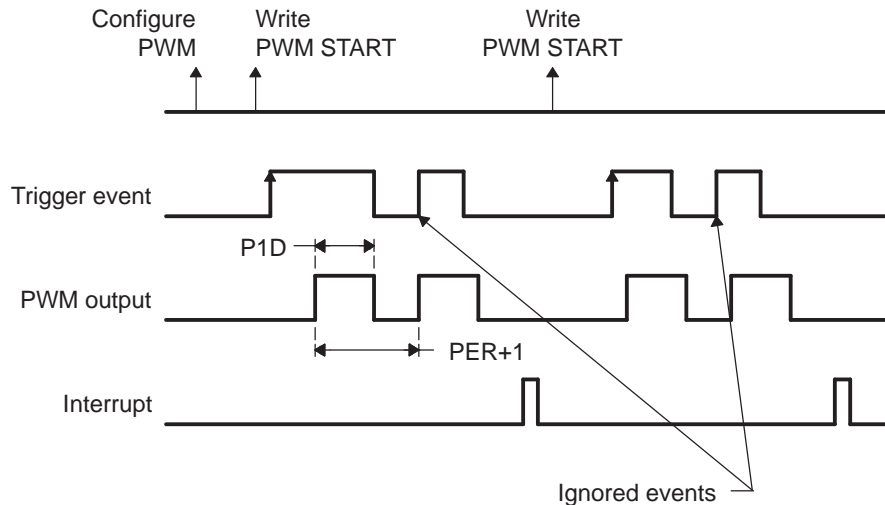 Configure
PWM
Write
PWM START
Write
PWM START
Trigger event
P1D
PWM output
PER+1
Interrupt
Ignored events